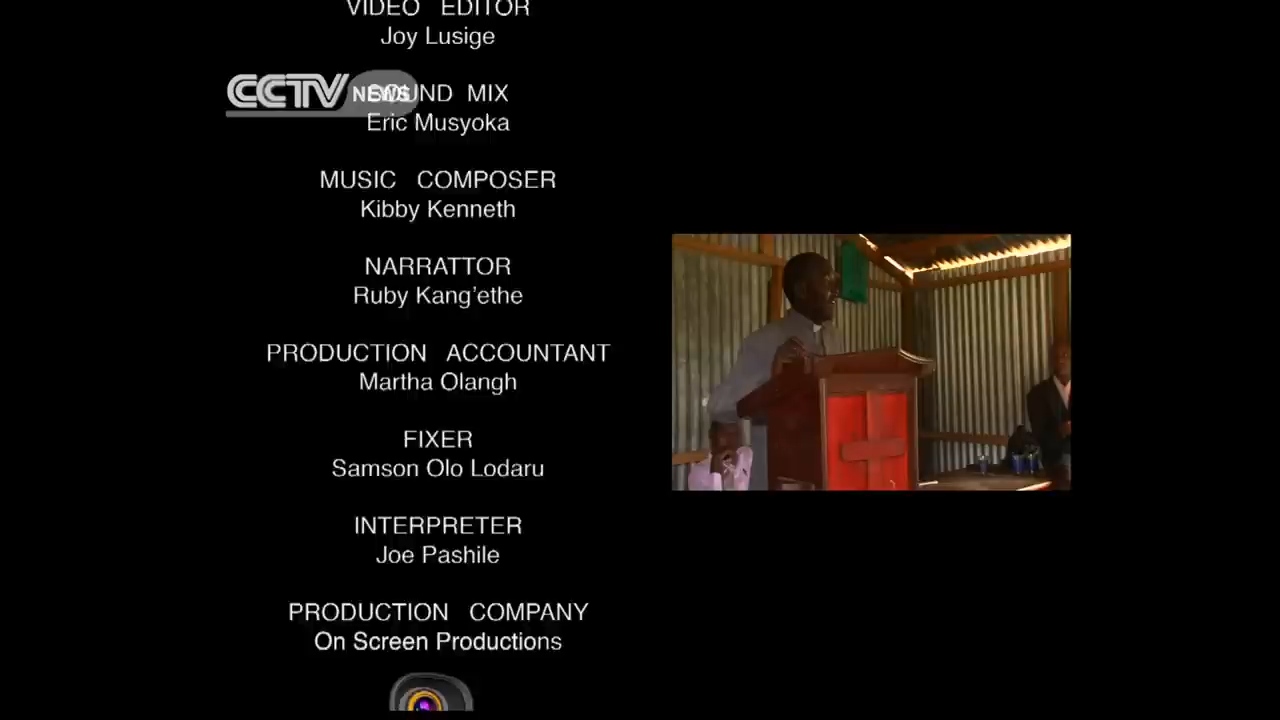 VIDEO EDITOR
Joy Lusige
CCTV NEWS
SOUND MIX
Eric Musyoka
MUSIC COMPOSER
Kibby Kenneth
NARRATTOR
Ruby Kang'ethe
PRODUCTION ACCOUNTANT
Martha Olangh
FIXER
Samson Olo Lodaru
INTERPRETER
Joe Pashile
PRODUCTION COMPANY
On Screen Productions